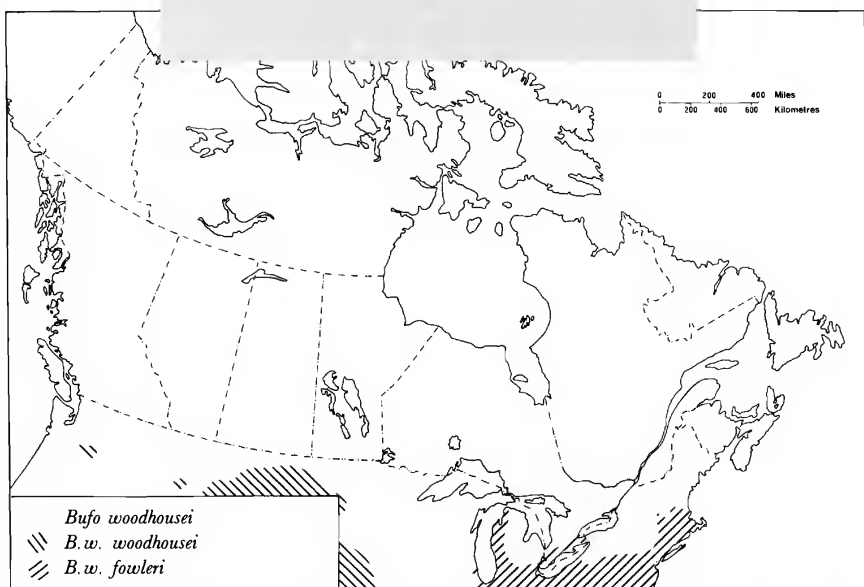 0 200 400 Miles
0 200 400 600 Kilometres
Bufo woodhousei
B.w. woodhousei
B.w. fowleri